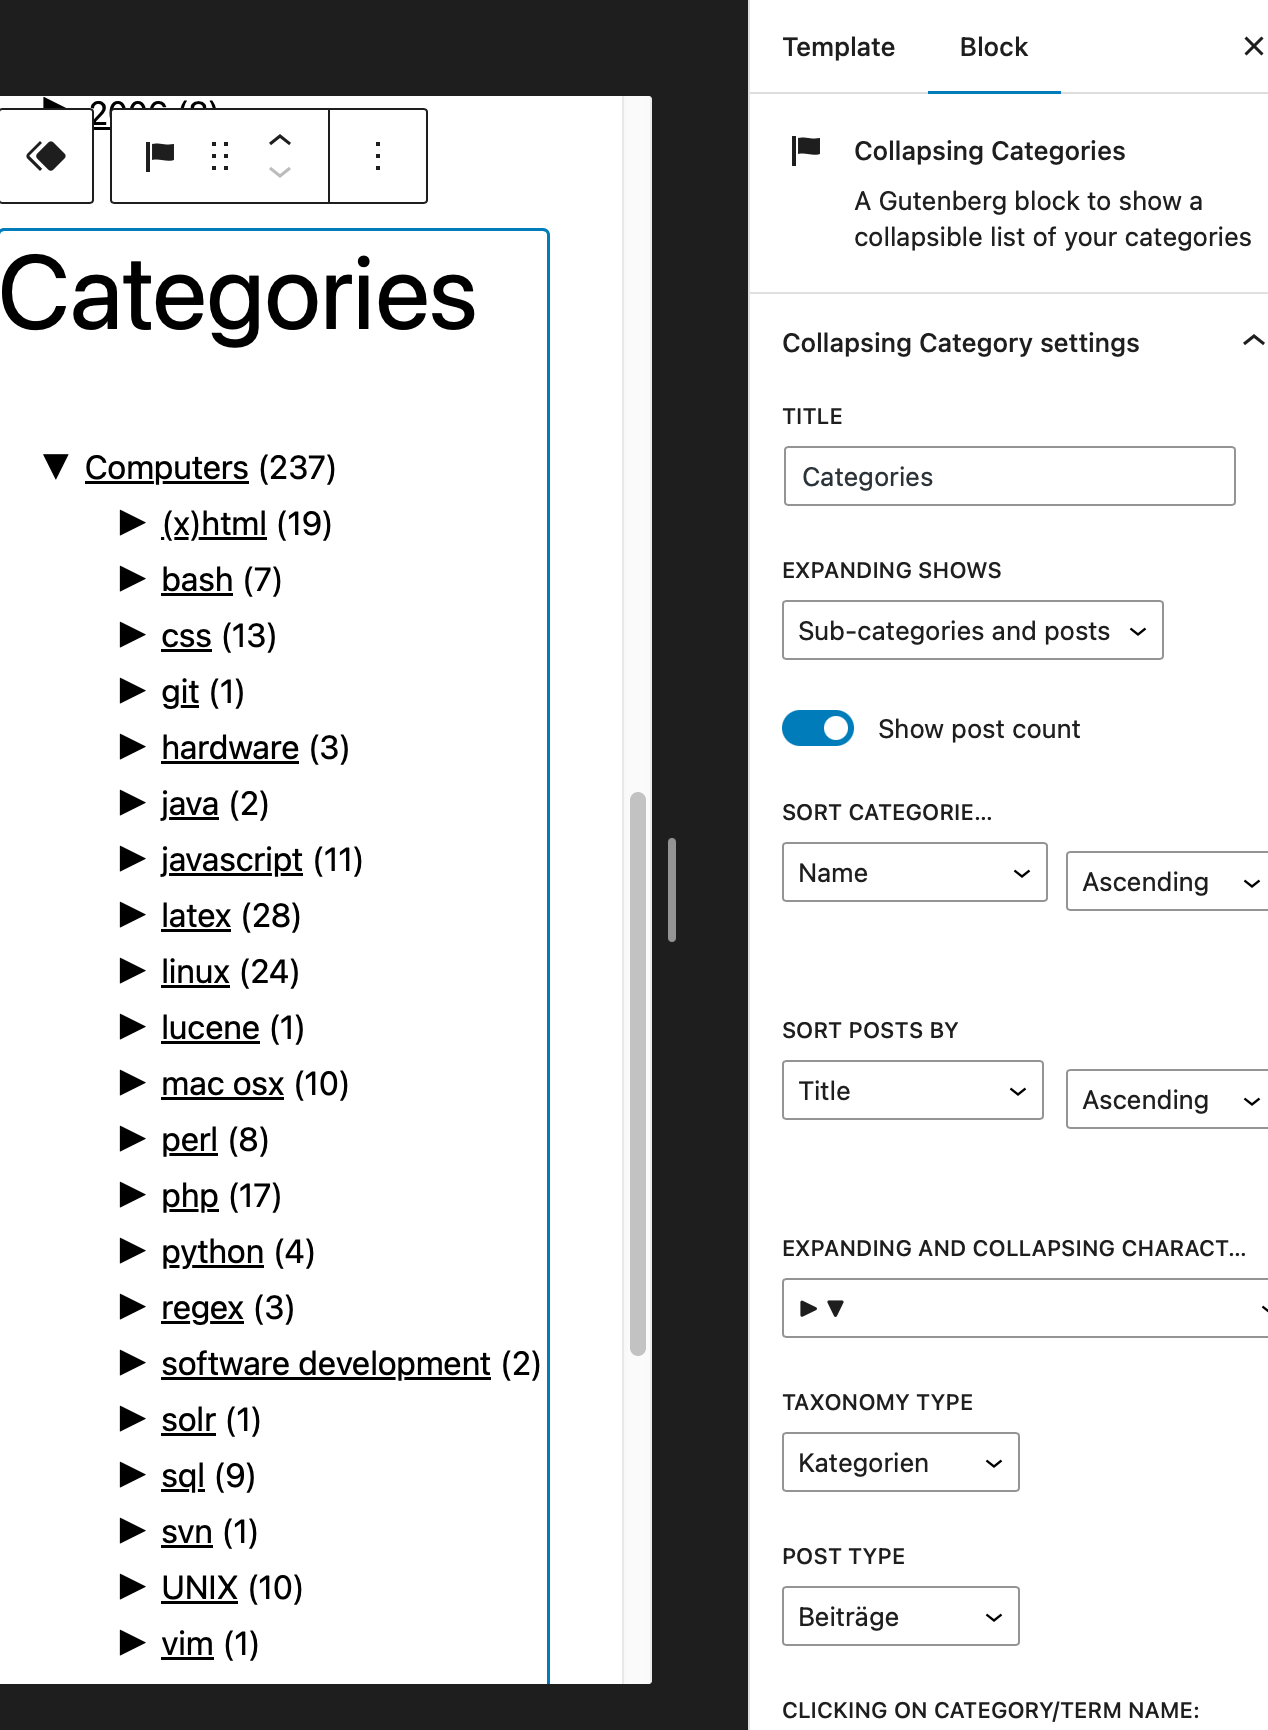 Categories
▼ Computers (237)
► (x)html (19)
► bash (7)
► css (13)
► git (1)
► hardware (3)
► java (2)
► javascript (11)
► latex (28)
► linux (24)
► lucene (1)
► mac osx (10)
► perl (8)
► php (17)
► python (4)
► regex (3)
► software development (2)
► solr (1)
► sql (9)
► svn (1)
► UNIX (10)
► vim (1)
Template Block
Collapsing Categories
A Gutenberg block to show a
collapsible list of your categories
Collapsing Category settings
TITLE
Categories
EXPANDING SHOWS
Sub-categories and posts
Show post count
SORT CATEGORIE...
Name Ascending
SORT POSTS BY
Title Ascending
EXPANDING AND COLLAPSING CHARACT...
► ▼
TAXONOMY TYPE
Kategorien
POST TYPE
Beiträge
CLICKING ON CATEGORY/TERM NAME: